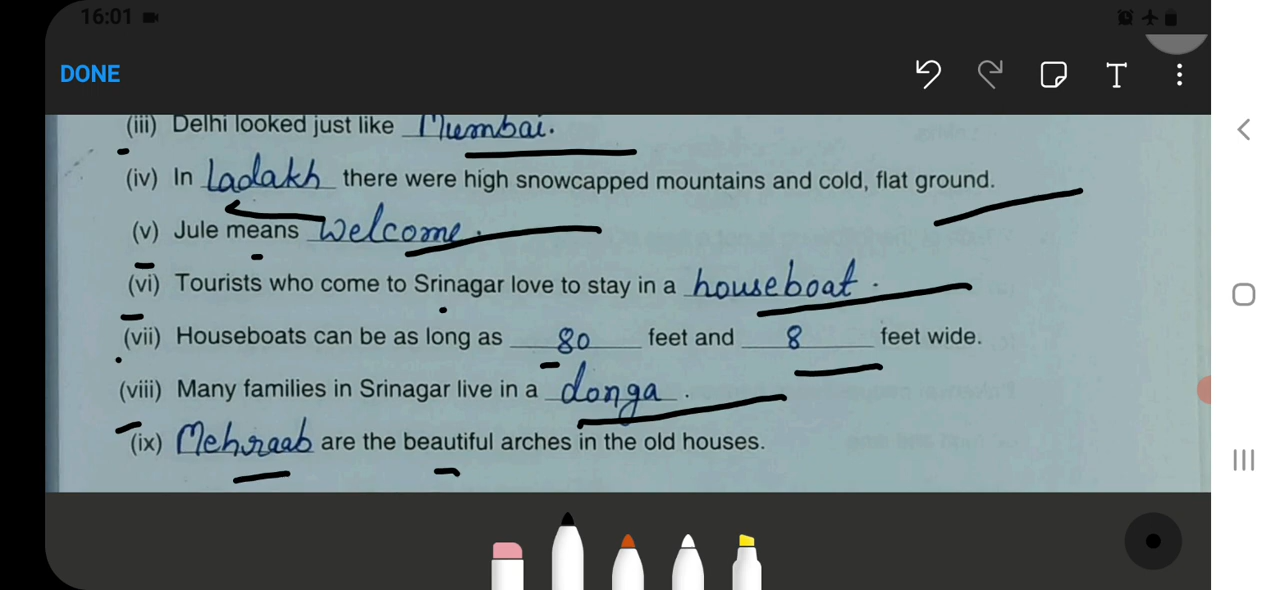 16:01
DONE
T
(iii) Delhi looked just like Mumbai.
(iv) In Ladakh there were high snowcapped mountains and cold, flat ground.
(v) Jule means Welcome.
(vi) Tourists who come to Srinagar love to stay in a houseboat.
(vii) Houseboats can be as long as 80 feet and 8 feet wide.
(viii) Many families in Srinagar live in a donga.
(ix) Mehraab are the beautiful arches in the old houses.